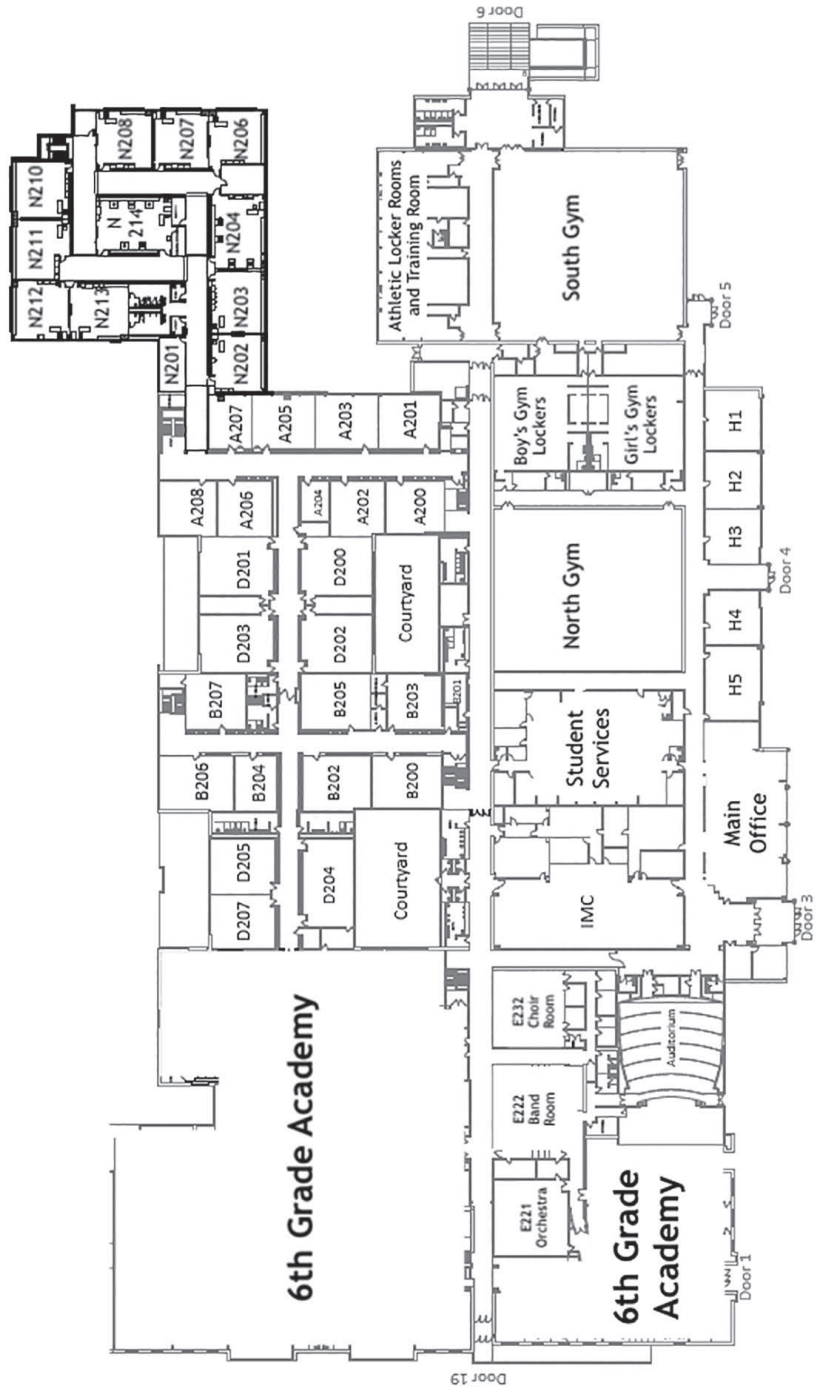 Door 6
N210
N211
N212
N208
N207
N206
N
214
N213
N204
N203
N202
N201
Athletic Locker Rooms
and Training Room
South Gym
Door 5
A207
A205
A203
A201
Boy's Gym
Lockers
Girl's Gym
Lockers
H1
A208
A206
A204
A202
A200
H2
D201
D200
Courtyard
North Gym
H3
Door 4
D203
D202
H4
B207
B205
B203
B201
H5
B206
B204
B202
B200
Student
Services
Main
Office
D205
D207
D204
Courtyard
IMC
Door 3
6th Grade Academy
E232
Choir
Room
Auditorium
E222
Band
Room
E221
Orchestra
6th Grade
Academy
Door 1
Door 19